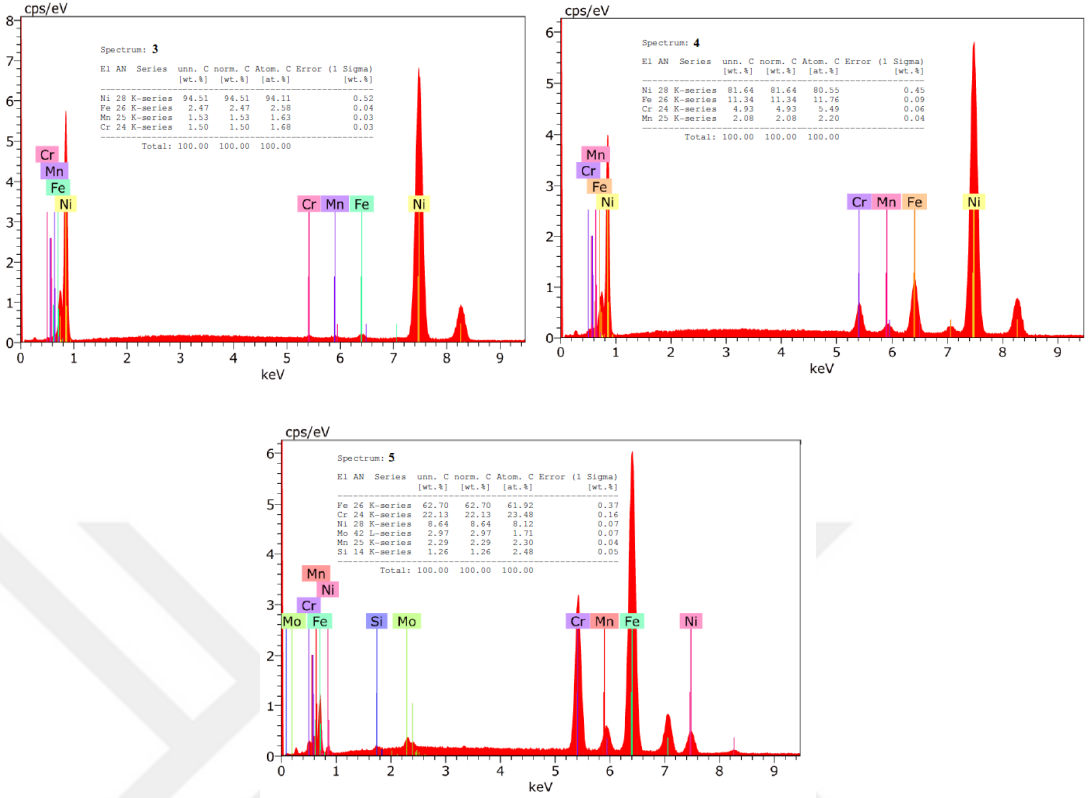 cps/eV
8
7
6
5
4
3
2
1
0
Spectrum: 3
El AN Series unn. C norm. C Atom. C Error (1 Sigma)
[wt.%] [wt.%] [at.%] [wt.%]
Ni 28 K-series 94.51 94.51 94.11 0.52
Fe 26 K-series 2.47 2.47 2.58 0.04
Mn 25 K-series 1.53 1.53 1.63 0.03
Cr 24 K-series 1.50 1.50 1.68 0.03
Total: 100.00 100.00 100.00
Cr
Mn
Fe
Ni
Cr Mn Fe Ni
0 1 2 3 4 5 6 7 8 9
keV
cps/eV
6
5
4
3
2
1
0
Spectrum: 4
El AN Series unn. C norm. C Atom. C Error (1 Sigma)
[wt.%] [wt.%] [at.%] [wt.%]
Ni 28 K-series 81.64 81.64 80.55 0.45
Fe 26 K-series 11.34 11.34 11.76 0.09
Cr 24 K-series 4.93 4.93 5.49 0.06
Mn 25 K-series 2.08 2.08 2.20 0.04
Total: 100.00 100.00 100.00
Mn
Cr
Fe
Ni
Cr Mn Fe Ni
0 1 2 3 4 5 6 7 8 9
keV
cps/eV
6
5
4
3
2
1
0
Spectrum: 5
El AN Series unn. C norm. C Atom. C Error (1 Sigma)
[wt.%] [wt.%] [at.%] [wt.%]
Fe 26 K-series 62.70 62.70 61.92 0.37
Cr 24 K-series 22.13 22.13 23.48 0.16
Ni 28 K-series 8.64 8.64 8.12 0.07
Mo 42 L-series 2.97 2.97 1.71 0.07
Mn 25 K-series 2.29 2.29 2.30 0.04
Si 14 K-series 1.26 1.26 2.48 0.05
Total: 100.00 100.00 100.00
Mn
Ni
Cr
Mo Fe Si Mo Cr Mn Fe Ni
0 1 2 3 4 5 6 7 8 9
keV